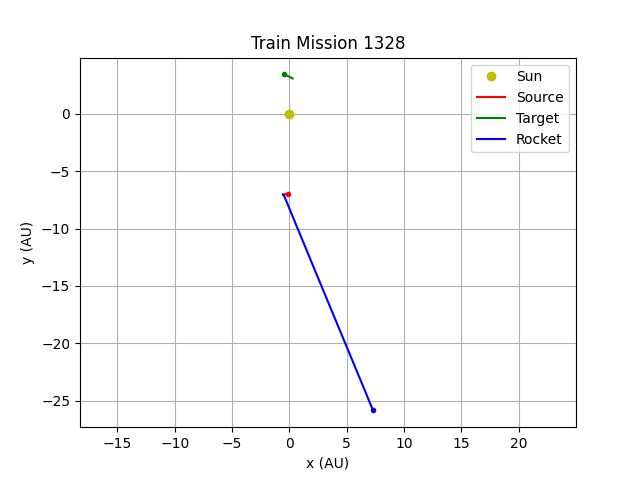 Train Mission 1328
Sun
Source
Target
Rocket
0
−5
−10
−15
−20
−25
y (AU)
−15
−10
−5
0
5
10
15
20
x (AU)